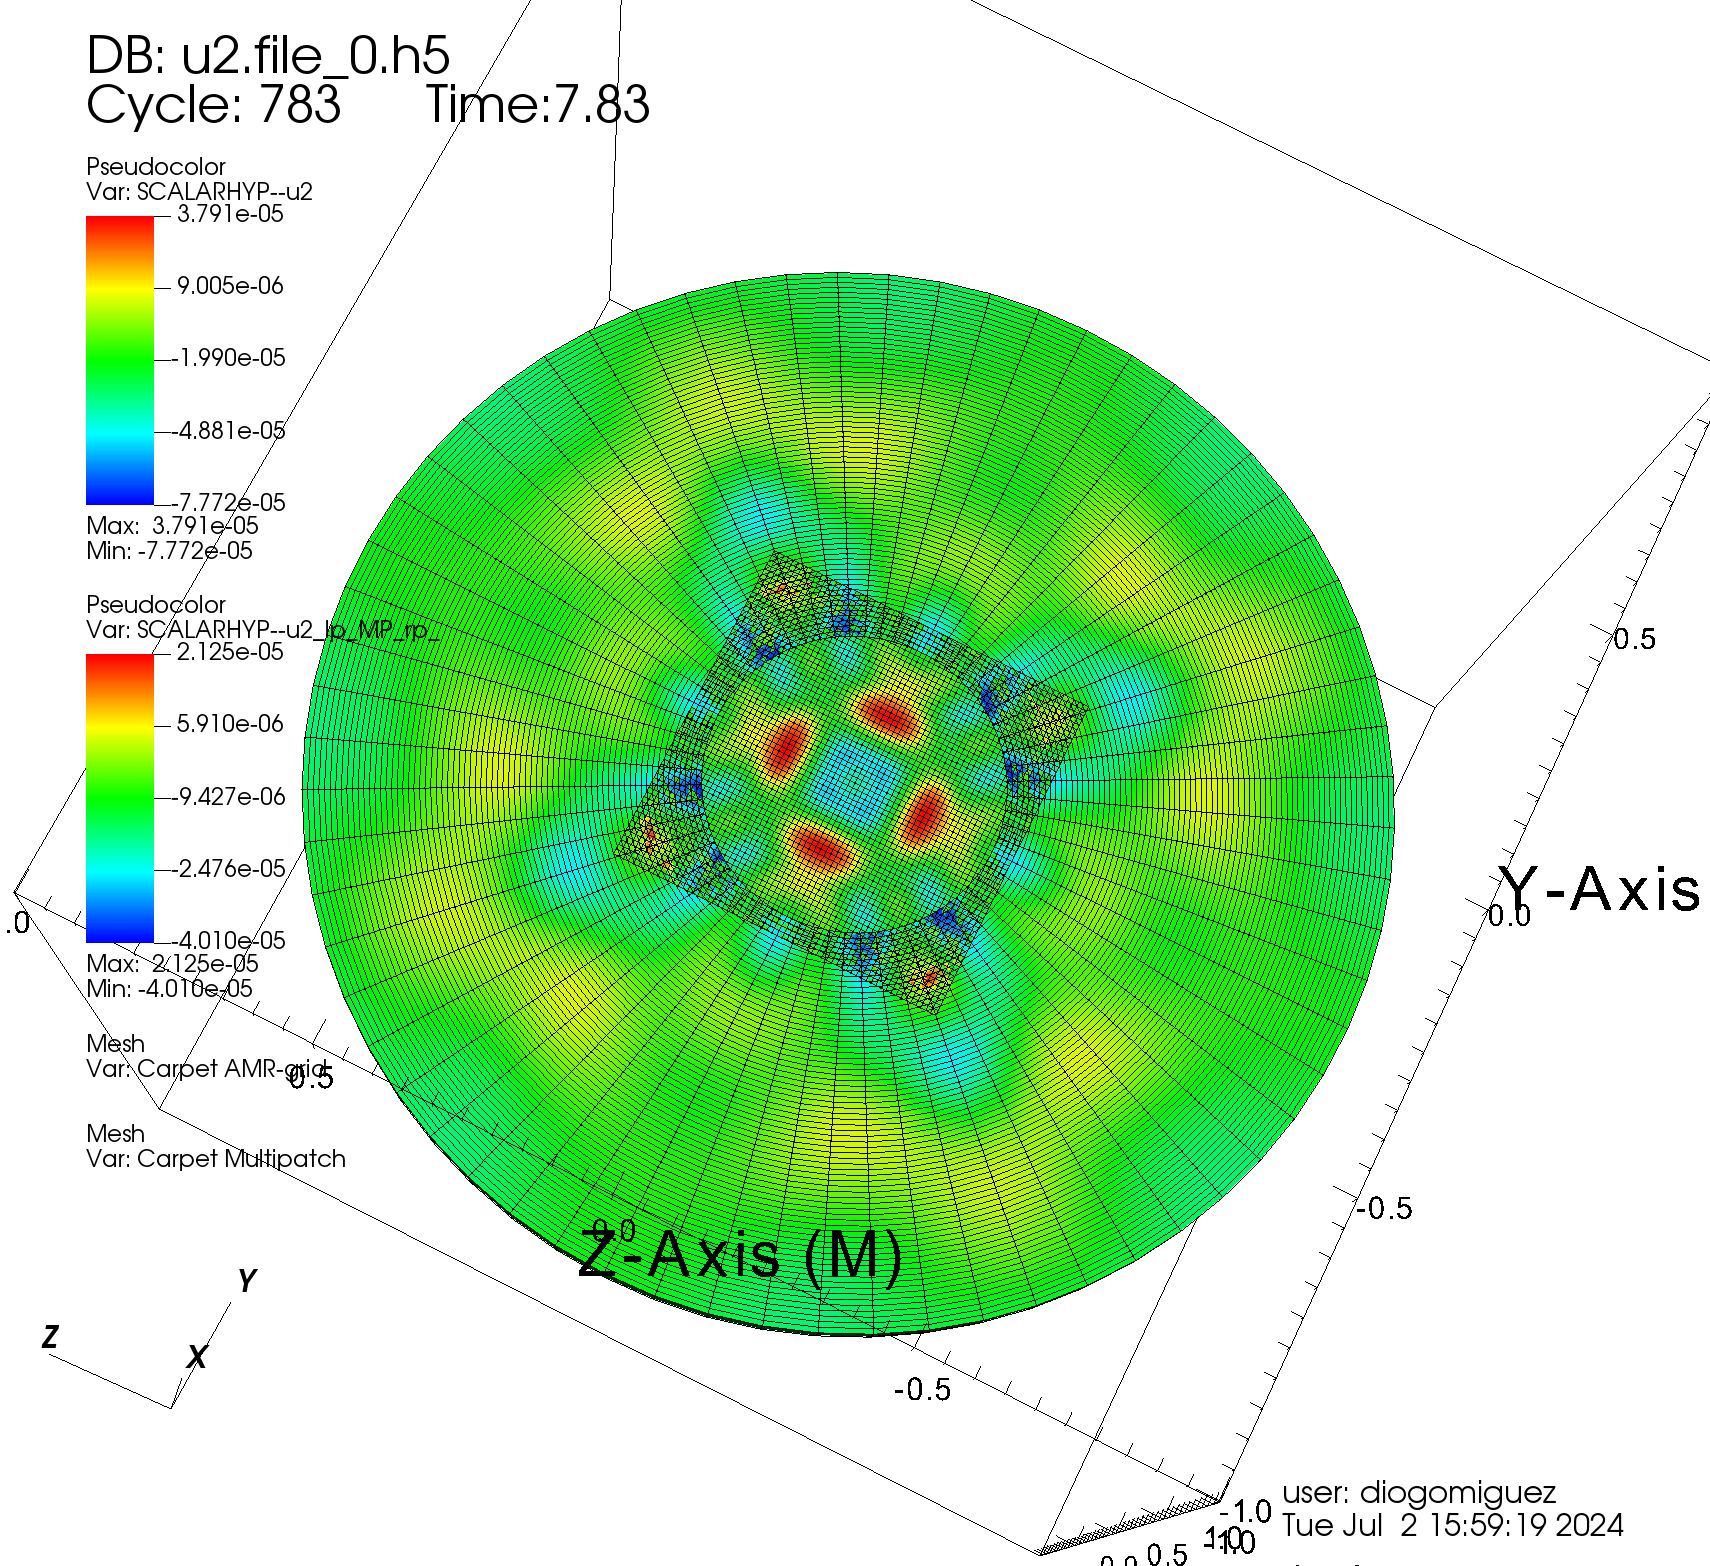 DB: u2.file_0.h5
Cycle: 783 Time:7.83
Pseudocolor
Var: SCALARHYP--u2
3.791e-05
9.005e-06
-1.990e-05
-4.881e-05
-7.772e-05
Max: 3.791e-05
Min: -7.772e-05
Pseudocolor
Var: SCALARHYP--u2_lp_MP_rp_
2.125e-05
5.910e-06
-9.427e-06
-2.476e-05
-4.010e-05
Max: 2.125e-05
Min: -4.010e-05
Mesh
Var: Carpet AMR-grid
Mesh
Var: Carpet Multipatch
.0
0.5
0.0
-0.5
Z-Axis (M)
0.5
0.0
-0.5
-1.0
Y-Axis
Z
Y
X
0.5
user: diogomiguez
Tue Jul 2 15:59:19 2024